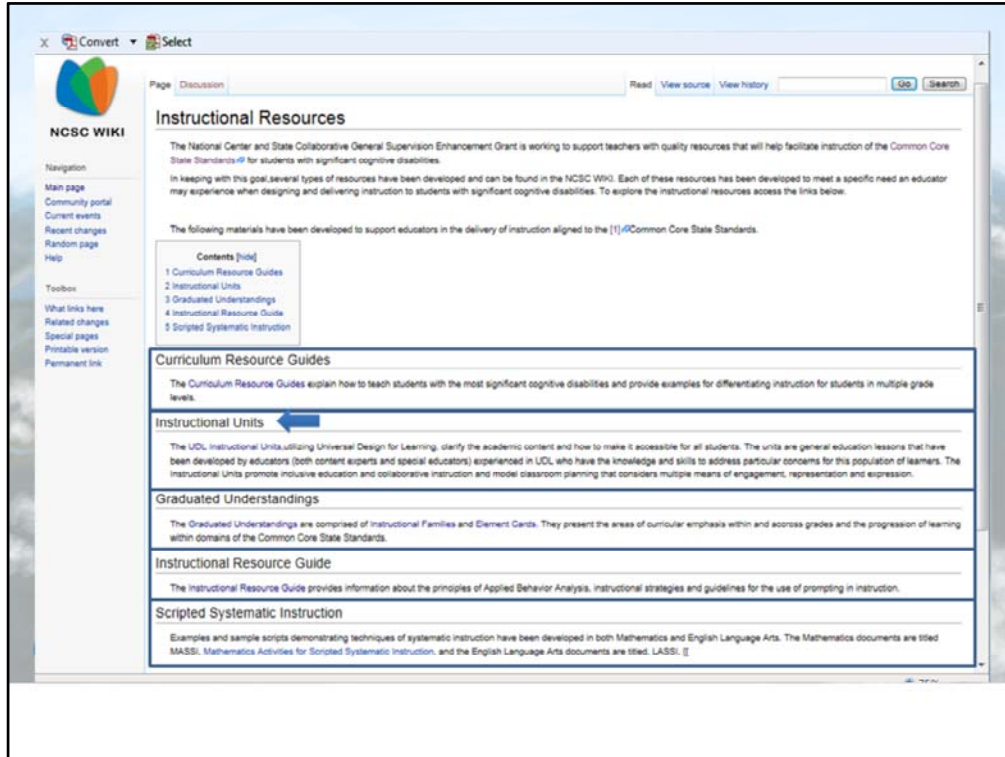 x Convert Select
Page Discussion Read View source View history Go Search
NCSC WIKI
Navigation
Main page
Community portal
Current events
Recent changes
Random page
Help
Toolbox
What links here
Related changes
Special pages
Printable version
Permanent link
Instructional Resources
The National Center and State Collaborative General Supervision Enhancement Grant is working to support teachers with quality resources that will help facilitate instruction of the Common Core
State Standards for students with significant cognitive disabilities.
In keeping with this goal,several types of resources have been developed and can be found in the NCSC WIKI. Each of these resources has been developed to meet a specific need an educator
may experience when designing and delivering instruction to students with significant cognitive disabilities. To explore the instructional resources access the links below.
The following materials have been developed to support educators in the delivery of instruction aligned to the [1] Common Core State Standards.
Contents [hide]
1 Curriculum Resource Guides
2 Instructional Units
3 Graduated Understandings
4 Instructional Resource Guide
5 Scripted Systematic Instruction
Curriculum Resource Guides
The Curriculum Resource Guides explain how to teach students with the most significant cognitive disabilities and provide examples for differentiating instruction for students in multiple grade
levels.
Instructional Units
The UDL Instructional Units,utilizing Universal Design for Learning, clarify the academic content and how to make it accessible for all students. The units are general education lessons that have
been developed by educators (both content experts and special educators) experienced in UDL who have the knowledge and skills to address particular concerns for this population of learners. The
Instructional Units promote inclusive education and collaborative instruction and model classroom planning that considers multiple means of engagement, representation and expression.
Graduated Understandings
The Graduated Understandings are comprised of Instructional Families and Element Cards. They present the areas of curricular emphasis within and accross grades and the progression of learning
within domains of the Common Core State Standards.
Instructional Resource Guide
The Instructional Resource Guide provides information about the principles of Applied Behavior Analysis, instructional strategies and guidelines for the use of prompting in instruction.
Scripted Systematic Instruction
Examples and sample scripts demonstrating techniques of systematic instruction have been developed in both Mathematics and English Language Arts. The Mathematics documents are titled
MASSI, Mathematics Activities for Scripted Systematic Instruction, and the English Language Arts documents are titled, LASSI, [[